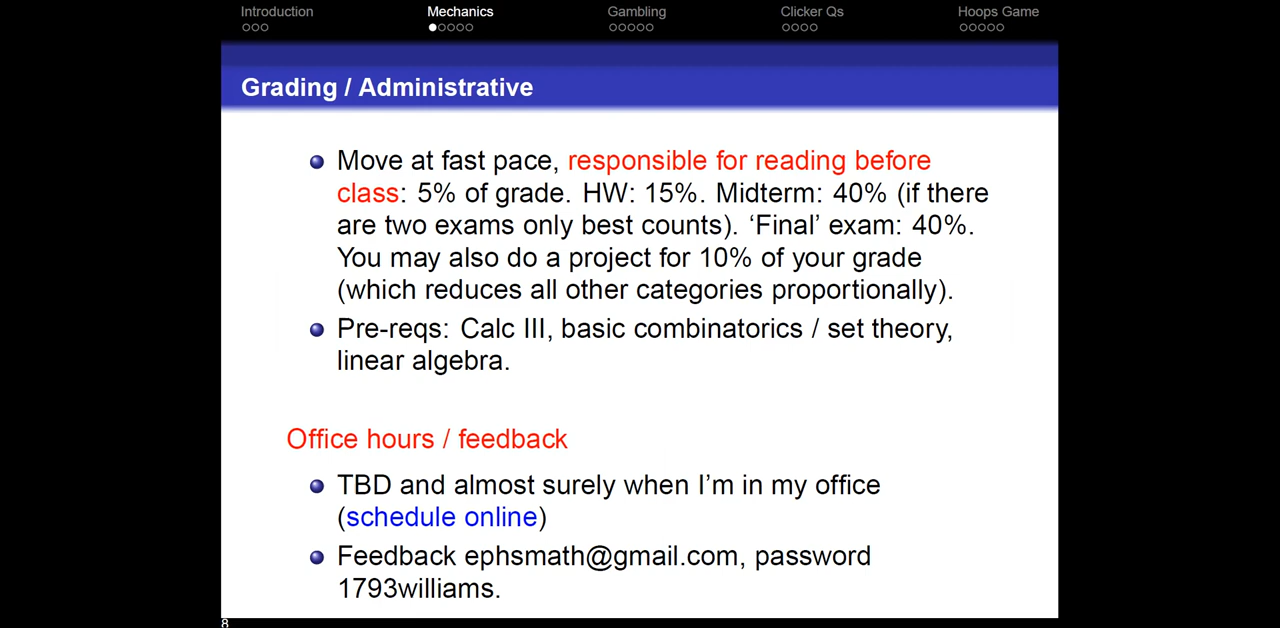 Introduction Mechanics Gambling Clicker Qs Hoops Game
Grading / Administrative
Move at fast pace, responsible for reading before
class: 5% of grade. HW: 15%. Midterm: 40% (if there
are two exams only best counts). ‘Final’ exam: 40%.
You may also do a project for 10% of your grade
(which reduces all other categories proportionally).
Pre-reqs: Calc III, basic combinatorics / set theory,
linear algebra.
Office hours / feedback
TBD and almost surely when I’m in my office
(schedule online)
Feedback ephsmath@gmail.com, password
1793williams.
8